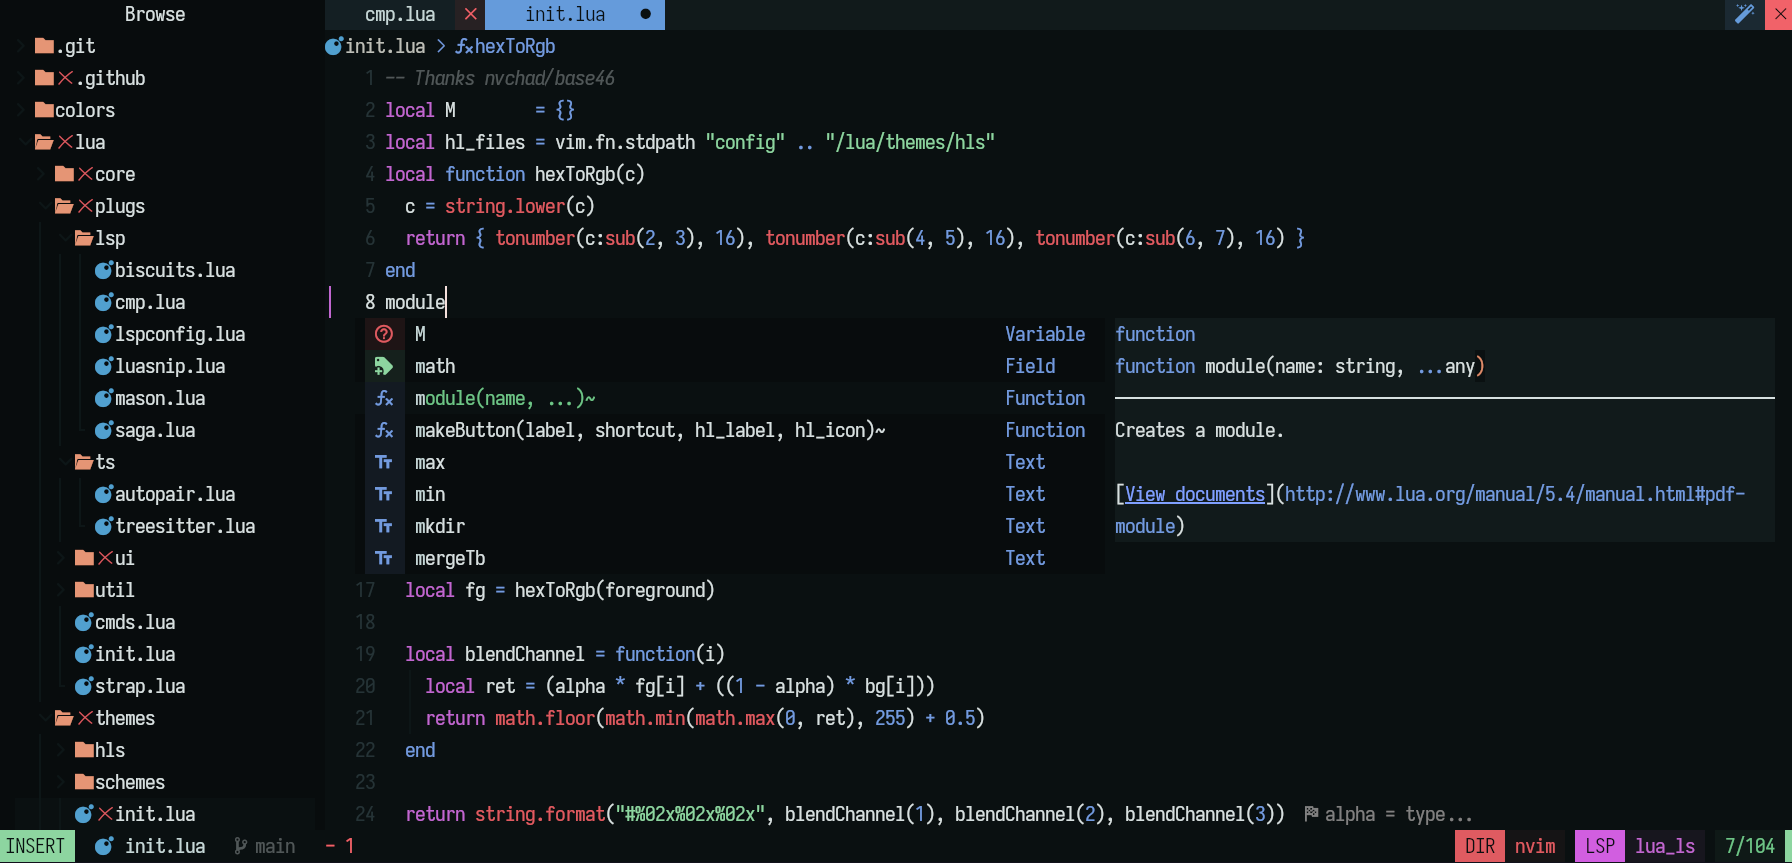 Browse
.git
.github
colors
lua
core
plugs
lsp
biscuits.lua
cmp.lua
lspconfig.lua
luasnip.lua
mason.lua
saga.lua
ts
autopair.lua
treesitter.lua
ui
util
cmds.lua
init.lua
strap.lua
themes
hls
schemes
init.lua
cmp.lua init.lua
init.lua > hexToRgb
1 -- Thanks nvchad/base46
2 local M = {}
3 local hl_files = vim.fn.stdpath "config" .. "/lua/themes/hls"
4 local function hexToRgb(c)
5 c = string.lower(c)
6 return { tonumber(c:sub(2, 3), 16), tonumber(c:sub(4, 5), 16), tonumber(c:sub(6, 7), 16) }
7 end
8 module
M Variable
math Field
module(name, ...)~ Function
makeButton(label, shortcut, hl_label, hl_icon)~ Function
max Text
min Text
mkdir Text
mergeTb Text
function
function module(name: string, ...any)
Creates a module.
[View documents](http://www.lua.org/manual/5.4/manual.html#pdf-
module)
17 local fg = hexToRgb(foreground)
18
19 local blendChannel = function(i)
20 local ret = (alpha * fg[i] + ((1 - alpha) * bg[i]))
21 return math.floor(math.min(math.max(0, ret), 255) + 0.5)
22 end
23
24 return string.format("#%02x%02x%02x", blendChannel(1), blendChannel(2), blendChannel(3)) alpha = type...
INSERT init.lua main - 1 DIR nvim LSP lua_ls 7/104